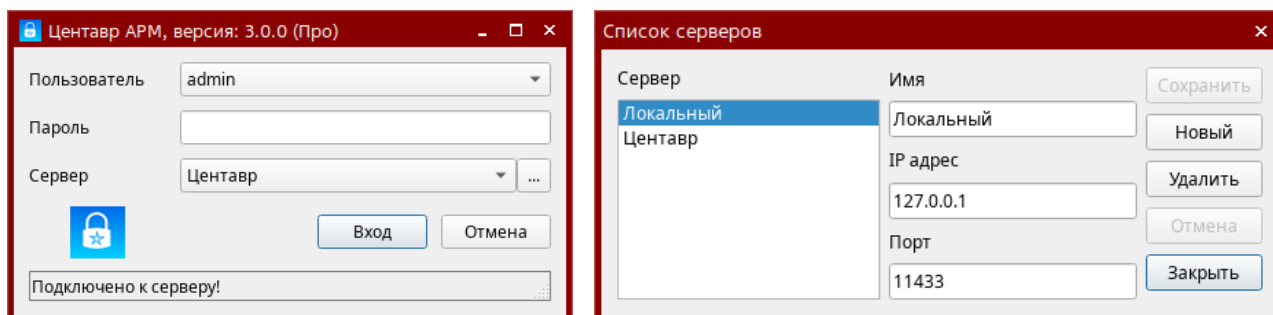 Центавр АРМ, версия: 3.0.0 (Про)
Пользователь
admin
Пароль
Сервер
Центавр
...
Вход
Отмена
Подключено к серверу!
Список серверов
Сервер
Локальный
Центавр
Имя
Локальный
IP адрес
127.0.0.1
Порт
11433
Сохранить
Новый
Удалить
Отмена
Закрыть